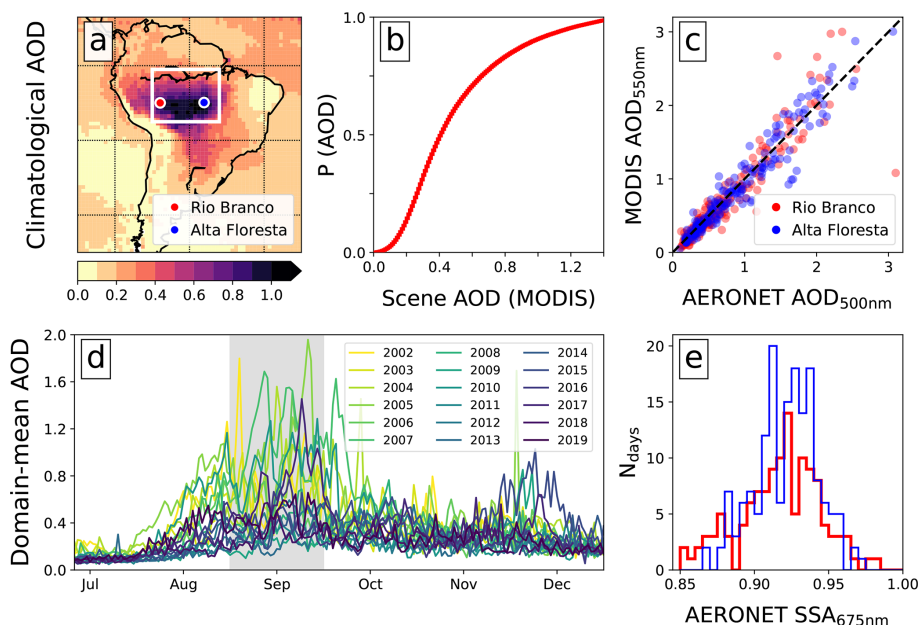 a
Climatological AOD
Rio Branco
Alta Floresta
0.0 0.2 0.4 0.6 0.8 1.0
b
P (AOD)
1.0
0.5
0.0
0.0 0.4 0.8 1.2
Scene AOD (MODIS)
c
MODIS AOD550nm
3
2
1
0
Rio Branco
Alta Floresta
0 1 2 3
AERONET AOD500nm
d
Domain-mean AOD
2.0
1.6
1.2
0.8
0.4
0.0
2002 2008 2014
2003 2009 2015
2004 2010 2016
2005 2011 2017
2006 2012 2018
2007 2013 2019
Jul Aug Sep Oct Nov Dec
e
Ndays
20
15
10
5
0
0.85 0.90 0.95 1.00
AERONET SSA675nm